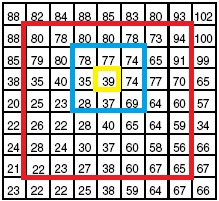 88 82 84 88 85 83 80 93 102
88 80 78 80 80 78 73 94 100
85 79 80 78 77 74 65 91 99
38 35 40 35 39 74 77 70 65
20 25 23 28 37 69 64 60 57
22 26 22 28 40 65 64 59 34
24 28 24 30 37 60 58 56 66
21 22 23 27 38 60 67 65 67
23 22 22 25 38 59 64 67 66